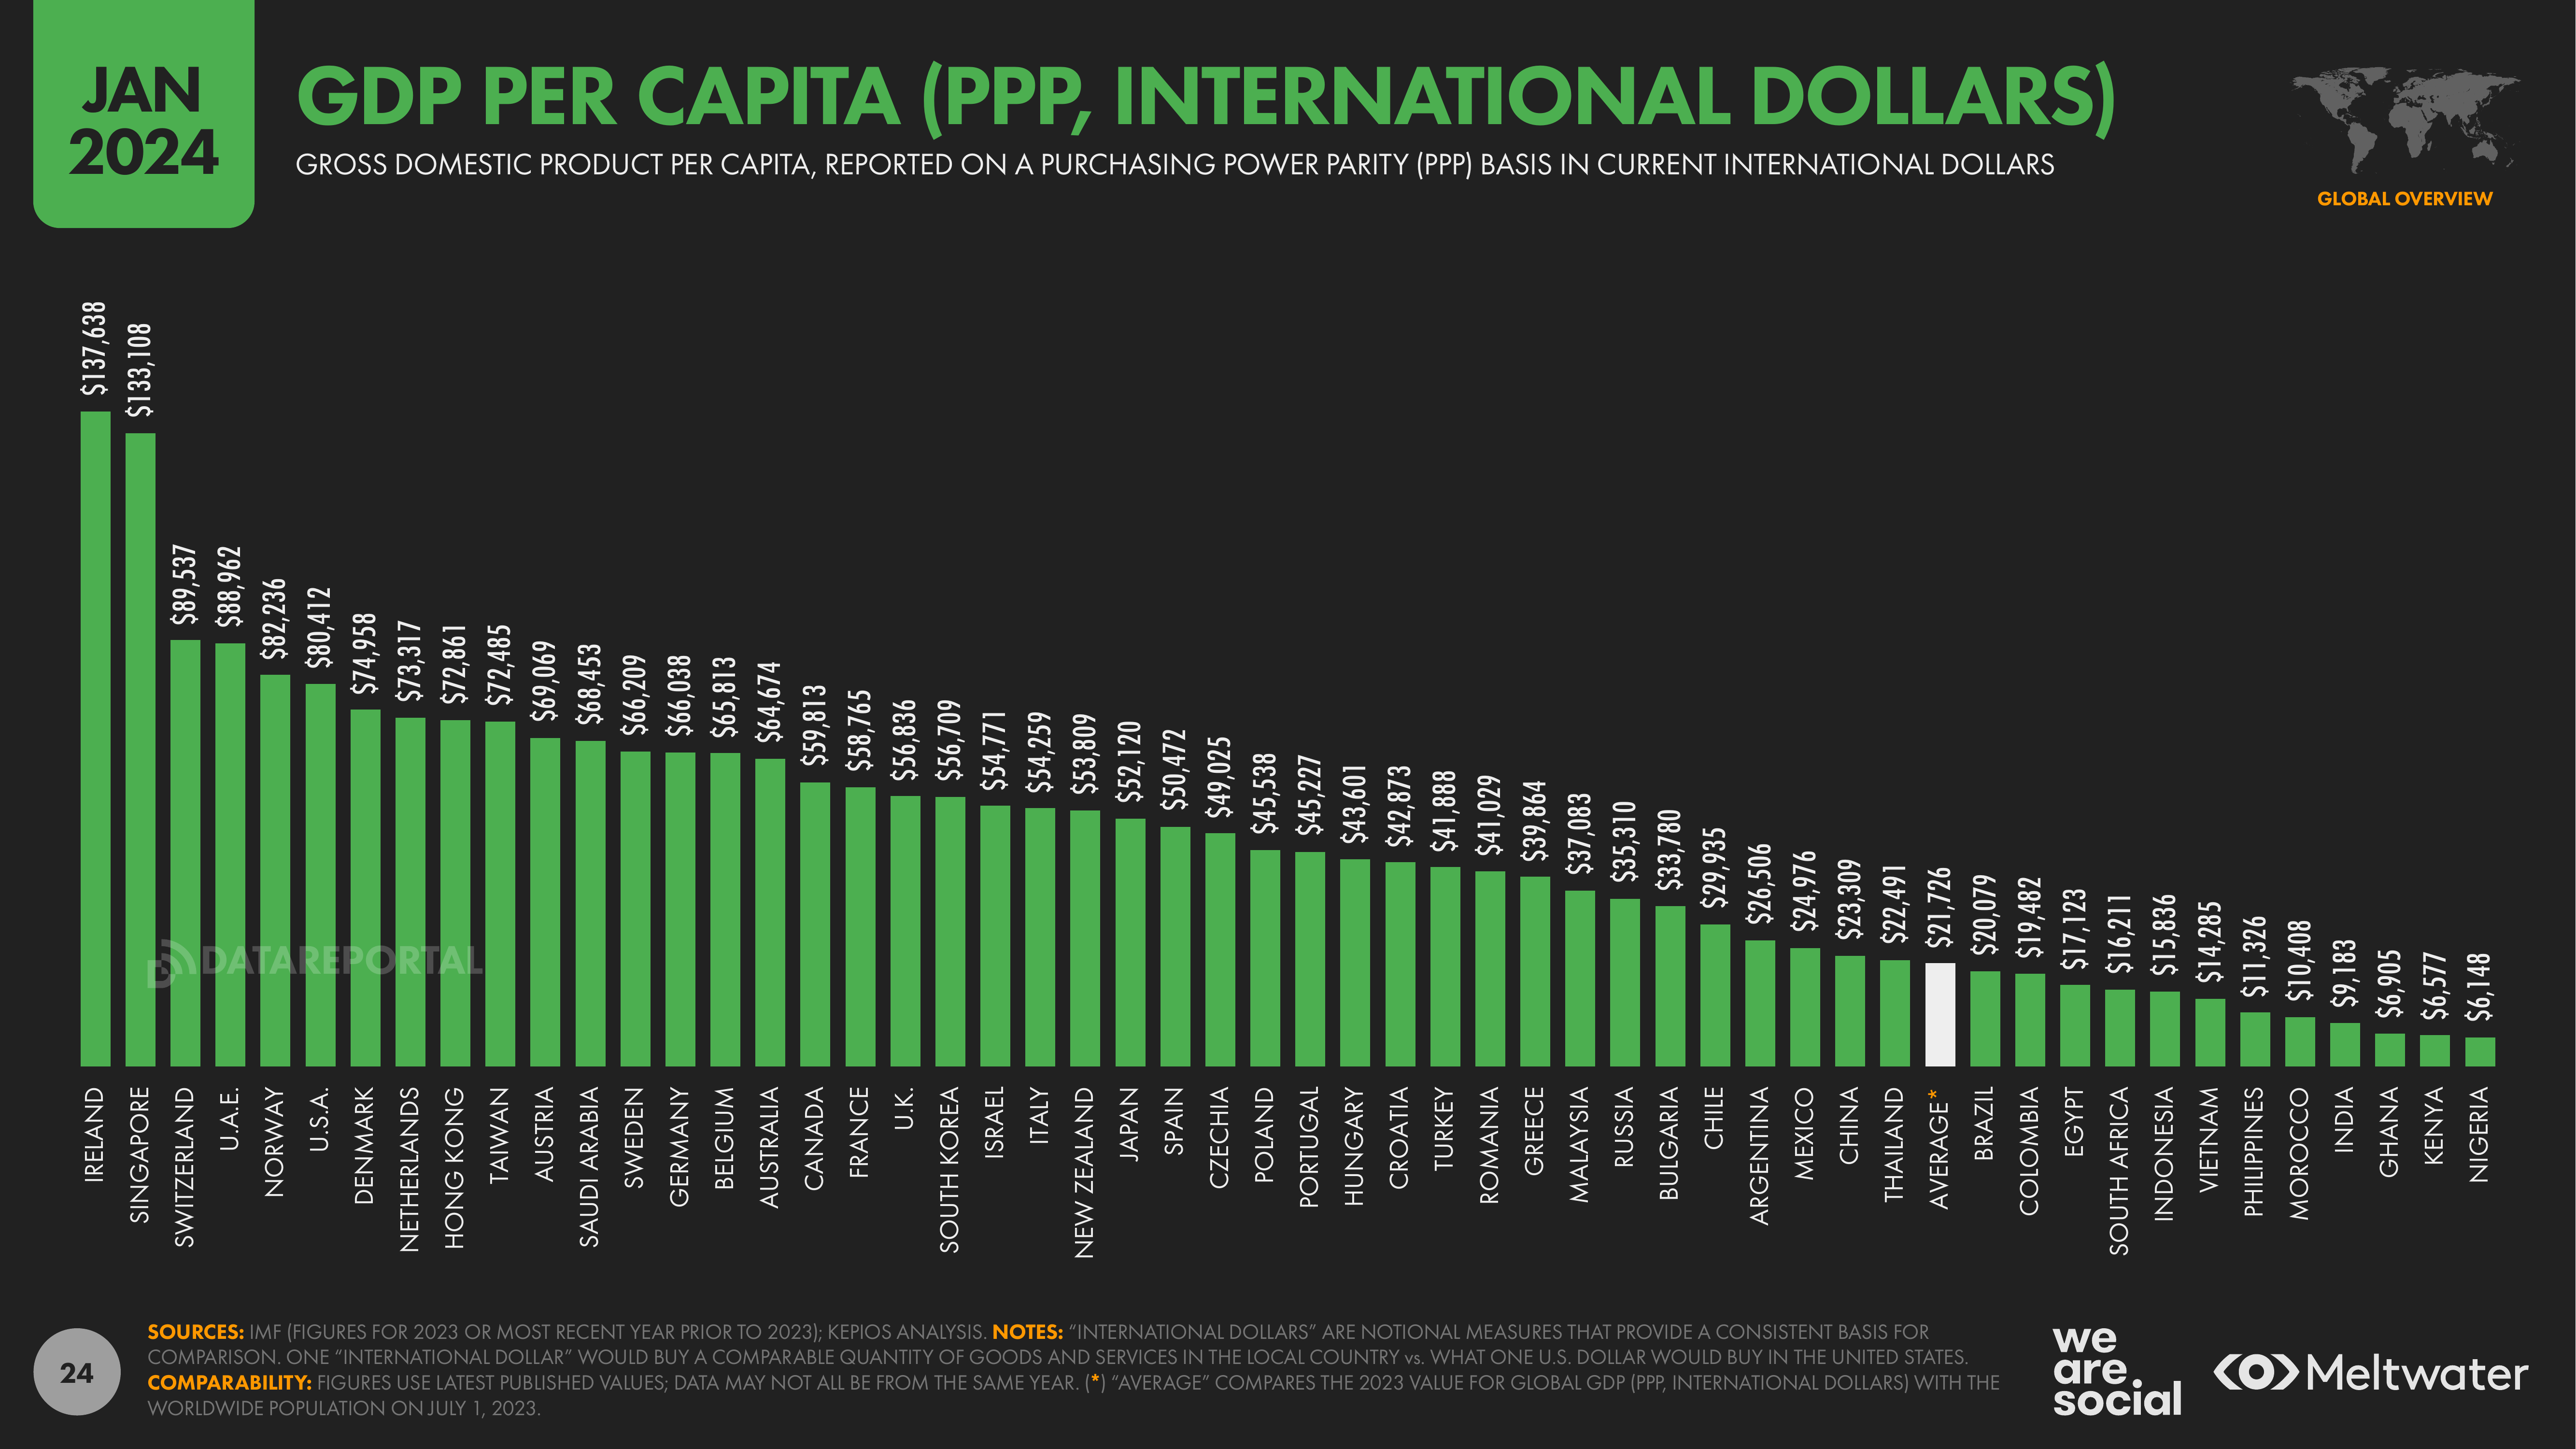 JAN
2024
GDP PER CAPITA (PPP, INTERNATIONAL DOLLARS)
GROSS DOMESTIC PRODUCT PER CAPITA, REPORTED ON A PURCHASING POWER PARITY (PPP) BASIS IN CURRENT INTERNATIONAL DOLLARS
GLOBAL OVERVIEW
$137,638
$133,108
$89,537
$88,962
$82,236
$80,412
$74,958
$73,317
$72,861
$72,485
$69,069
$68,453
$66,209
$66,038
$65,813
$64,674
$59,813
$58,765
$56,836
$56,709
$54,771
$54,259
$53,809
$52,120
$50,472
$49,025
$45,538
$45,227
$43,601
$42,873
$41,888
$41,029
$39,864
$37,083
$35,310
$33,780
$29,935
$26,506
$24,976
$23,309
$22,491
$21,726
$20,079
$19,482
$17,123
$16,211
$15,836
$14,285
$11,326
$10,408
$9,183
$6,905
$6,577
$6,148
DATAREPORTAL
IRELAND
SINGAPORE
SWITZERLAND
U.A.E.
NORWAY
U.S.A.
DENMARK
NETHERLANDS
HONG KONG
TAIWAN
AUSTRIA
SAUDI ARABIA
SWEDEN
GERMANY
BELGIUM
AUSTRALIA
CANADA
FRANCE
U.K.
SOUTH KOREA
ISRAEL
ITALY
NEW ZEALAND
JAPAN
SPAIN
CZECHIA
POLAND
PORTUGAL
HUNGARY
CROATIA
TURKEY
ROMANIA
GREECE
MALAYSIA
RUSSIA
BULGARIA
CHILE
ARGENTINA
MEXICO
CHINA
THAILAND
AVERAGE*
BRAZIL
COLOMBIA
EGYPT
SOUTH AFRICA
INDONESIA
VIETNAM
PHILIPPINES
MOROCCO
INDIA
GHANA
KENYA
NIGERIA
24
SOURCES: IMF (FIGURES FOR 2023 OR MOST RECENT YEAR PRIOR TO 2023); KEPIOS ANALYSIS. NOTES: “INTERNATIONAL DOLLARS” ARE NOTIONAL MEASURES THAT PROVIDE A CONSISTENT BASIS FOR
COMPARISON. ONE “INTERNATIONAL DOLLAR” WOULD BUY A COMPARABLE QUANTITY OF GOODS AND SERVICES IN THE LOCAL COUNTRY vs. WHAT ONE U.S. DOLLAR WOULD BUY IN THE UNITED STATES.
COMPARABILITY: FIGURES USE LATEST PUBLISHED VALUES; DATA MAY NOT ALL BE FROM THE SAME YEAR. (*) “AVERAGE” COMPARES THE 2023 VALUE FOR GLOBAL GDP (PPP, INTERNATIONAL DOLLARS) WITH THE
WORLDWIDE POPULATION ON JULY 1, 2023.
we
are
social
Meltwater